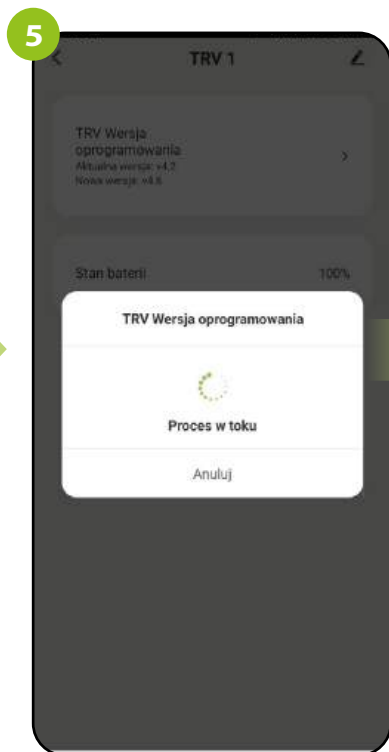 5
TRV 1
TRV Wersja
oprogramowania
Aktualna wersja: v4.2
Nowa wersja: v4.6
Stan baterii 100%
TRV Wersja oprogramowania
Proces w toku
Anuluj